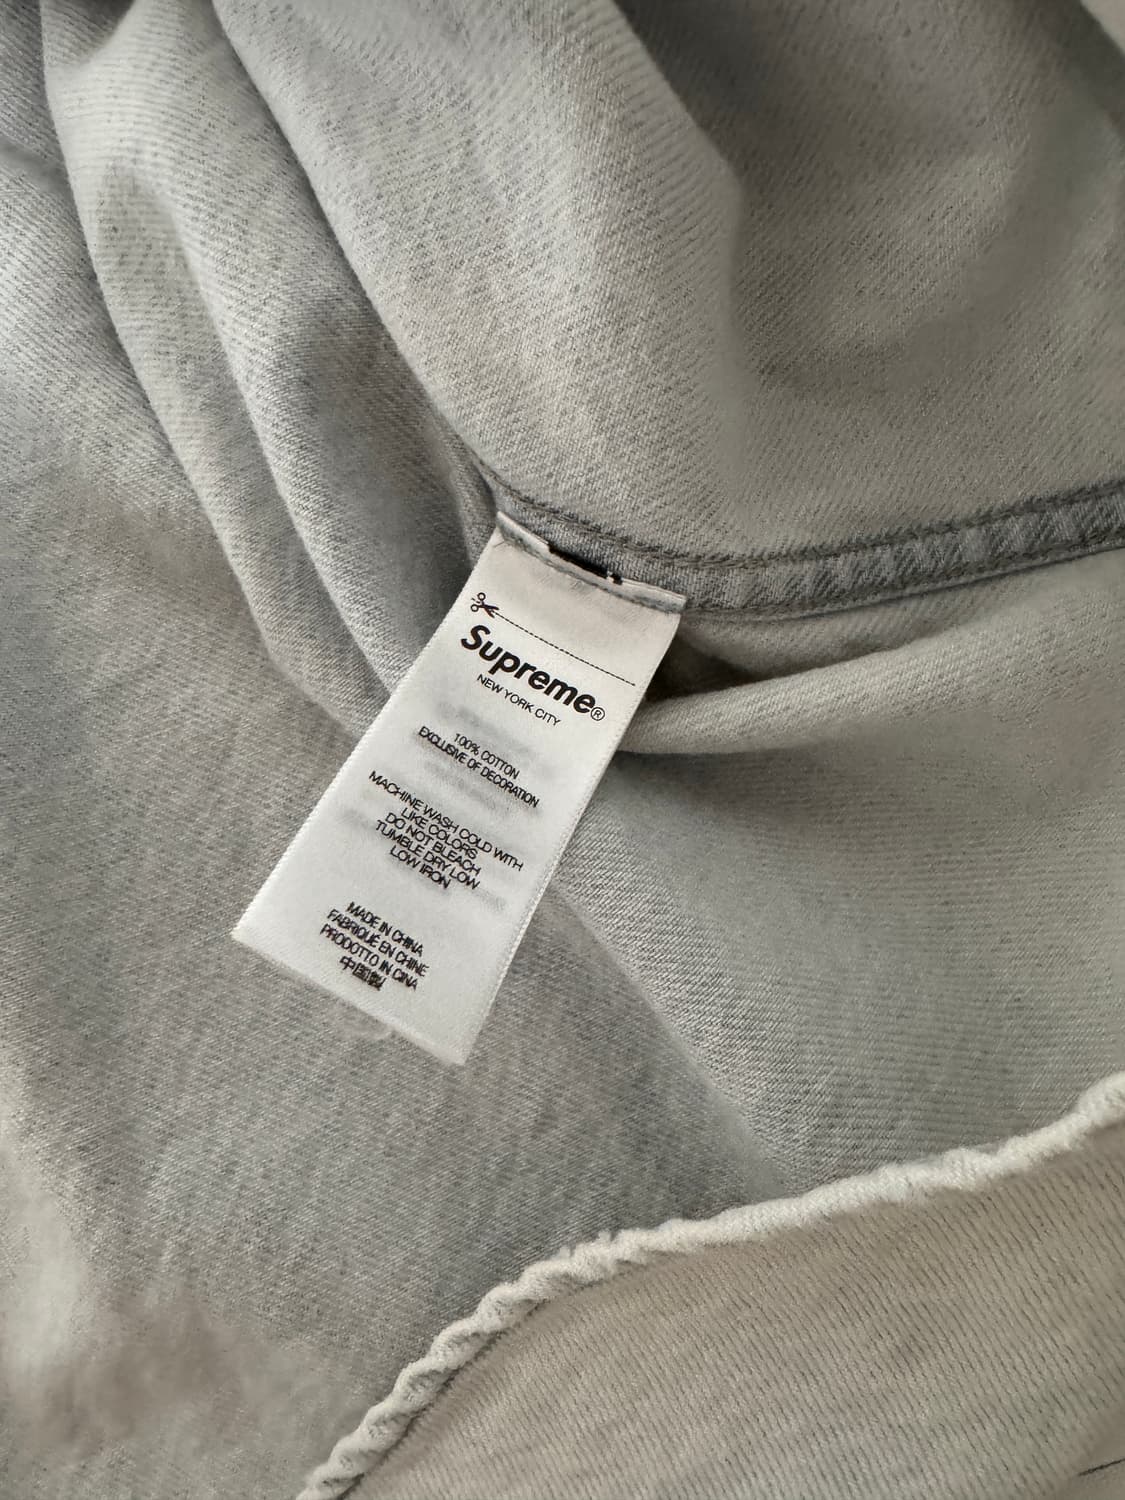 Supreme®
NEW YORK CITY
100% COTTON
EXCLUSIVE OF DECORATION
MACHINE WASH COLD WITH
LIKE COLORS
DO NOT BLEACH
TUMBLE DRY LOW
LOW IRON
MADE IN CHINA
FABRIQUÉ EN CHINE
PRODOTTO IN CINA
中国製